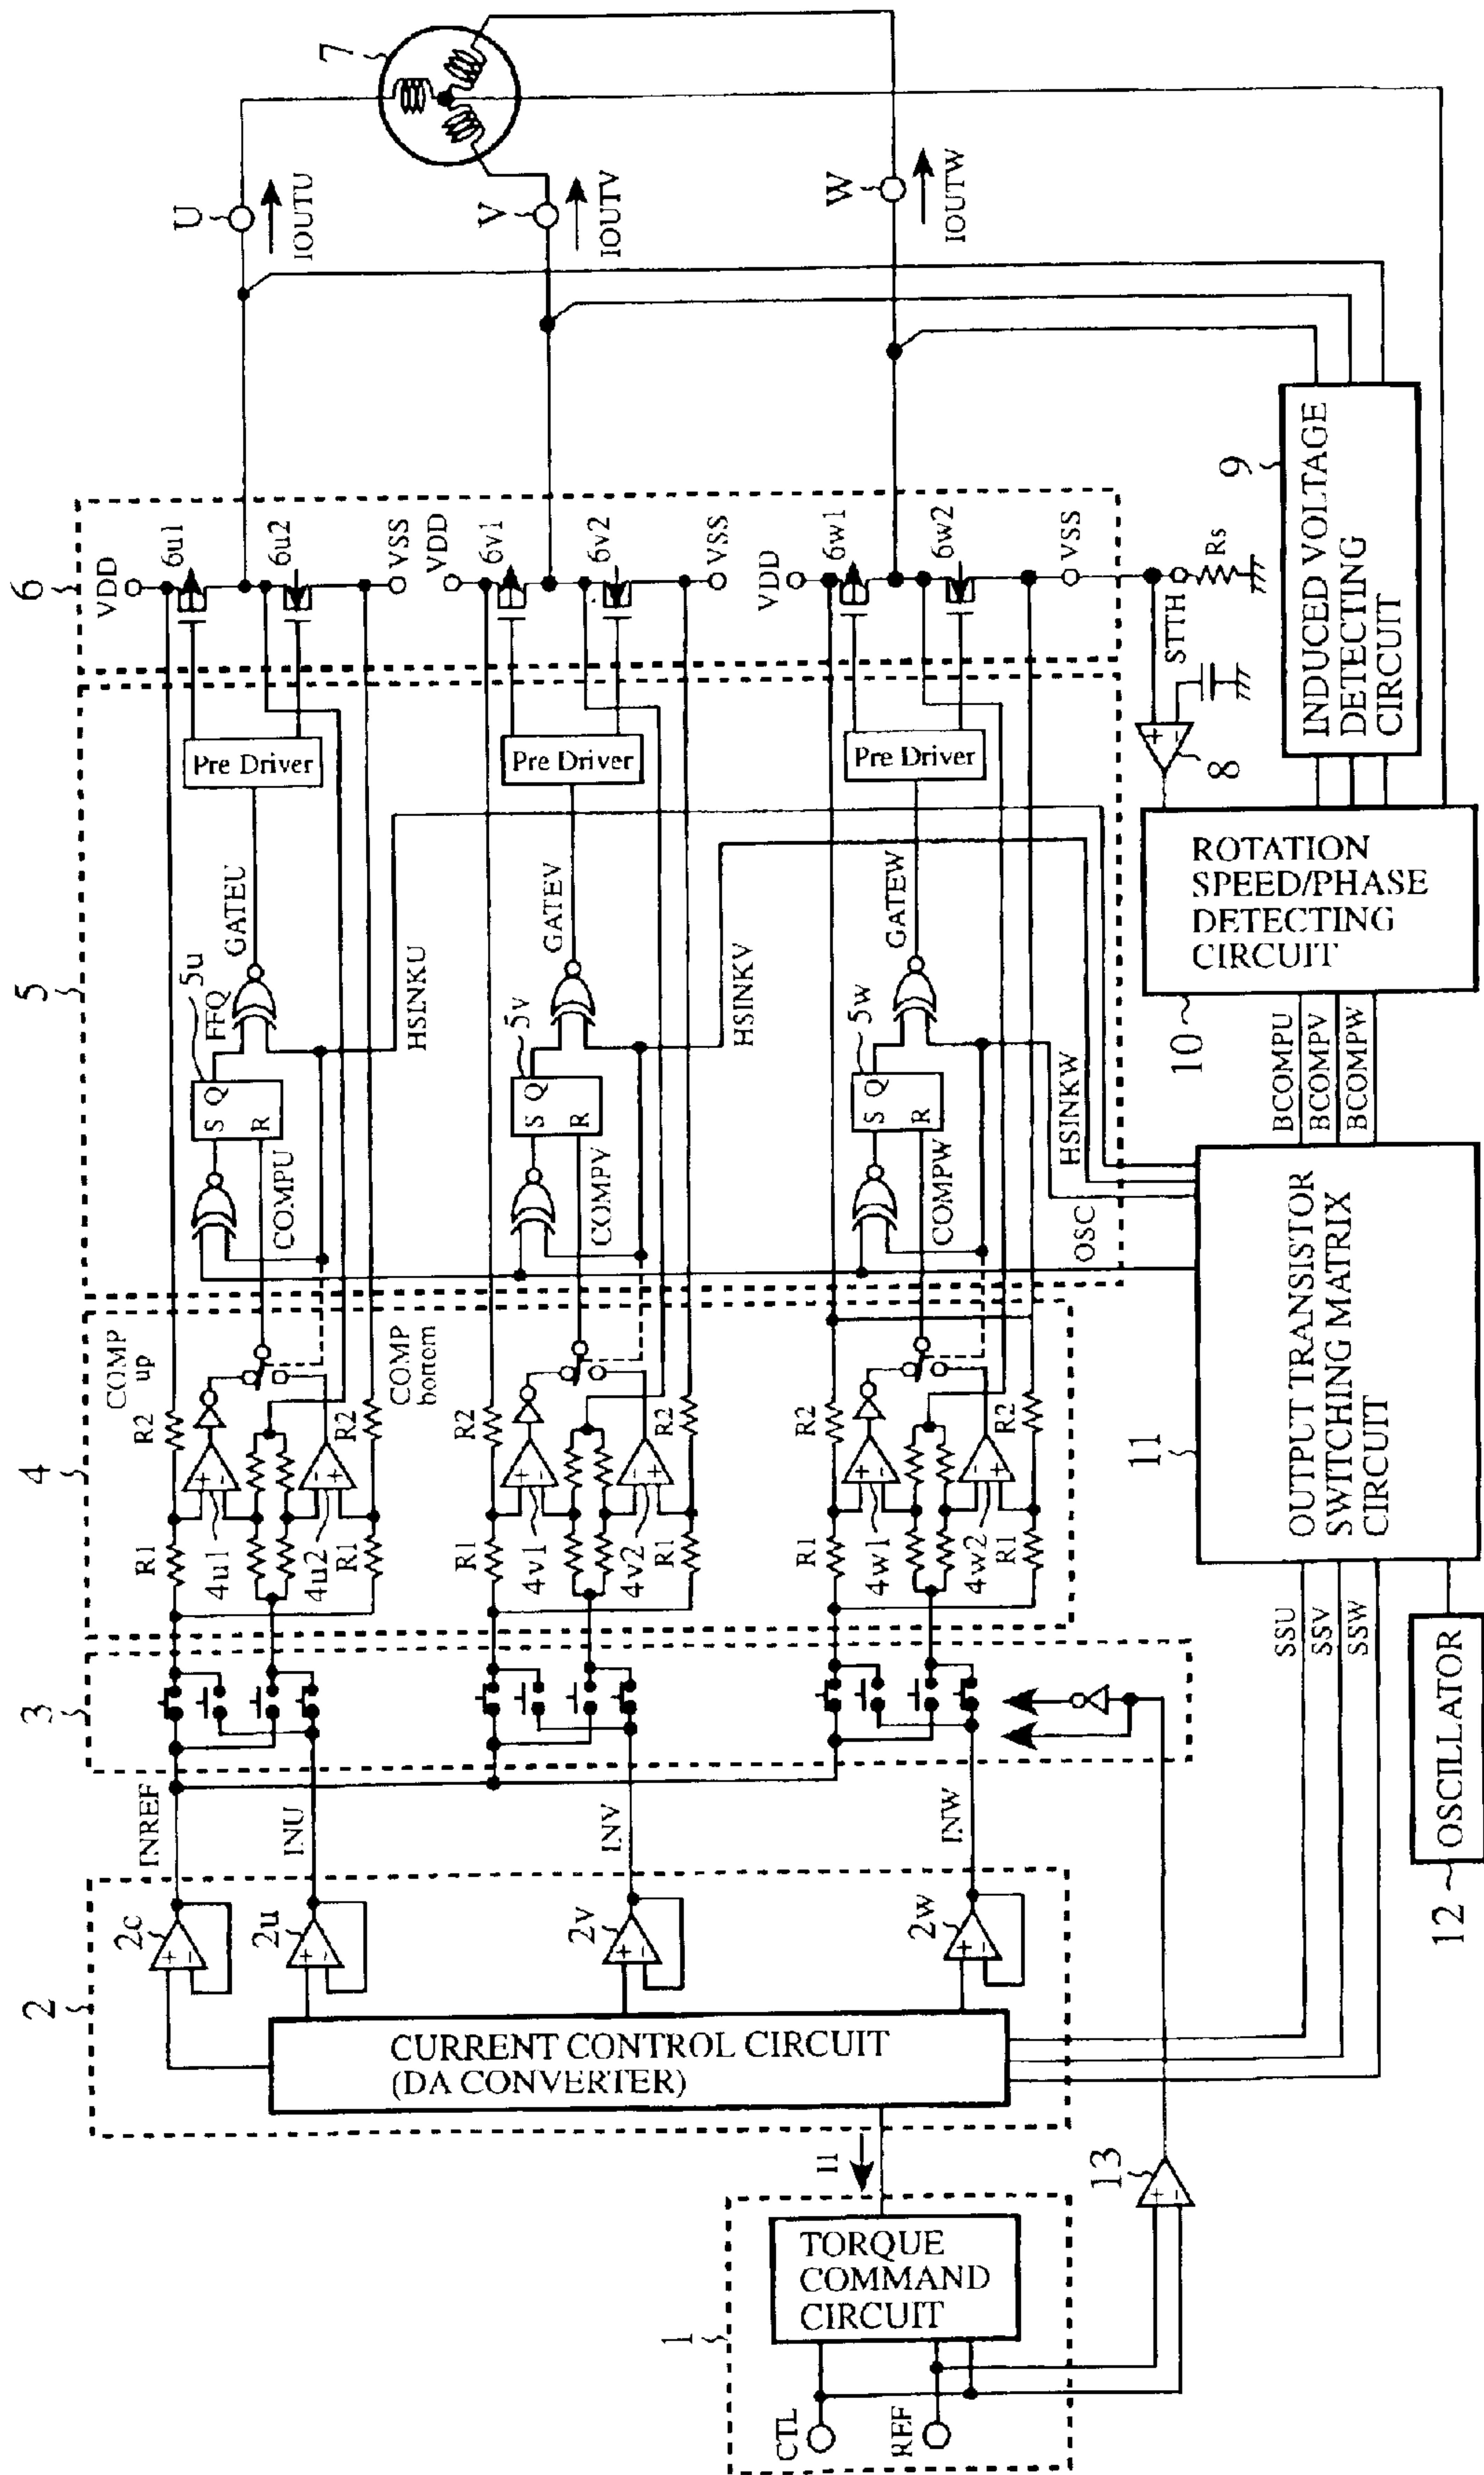 1
CTL
REF
TORQUE
COMMAND
CIRCUIT
I1
13
2
CURRENT CONTROL CIRCUIT
(DA CONVERTER)
2c
2u
2v
2w
INREF
INU
INV
INW
3
4
COMP
up
R1
R2
4u1
4u2
R1
R2
COMP
bottom
R1
R2
4v1
4v2
R1
R2
R1
R2
4w1
4w2
R1
R2
5
COMPU
S
Q
R
5u
FFQ
GATEU
Pre Driver
HSINKU
COMPV
S
Q
R
5v
GATEV
Pre Driver
HSINKV
COMPW
S
Q
R
5w
GATEW
Pre Driver
HSINKW
OSC
6
VDD
6u1
6u2
VSS
VDD
6v1
6v2
VSS
VDD
6w1
6w2
VSS
U
IOUTU
V
IOUTV
W
IOUTW
7
STTH
Rs
8
9
INDUCED VOLTAGE
DETECTING
CIRCUIT
10
ROTATION
SPEED/PHASE
DETECTING
CIRCUIT
BCOMPU
BCOMPV
BCOMPW
11
OUTPUT TRANSISTOR
SWITCHING MATRIX
CIRCUIT
SSU
SSV
SSW
12
OSCILLATOR